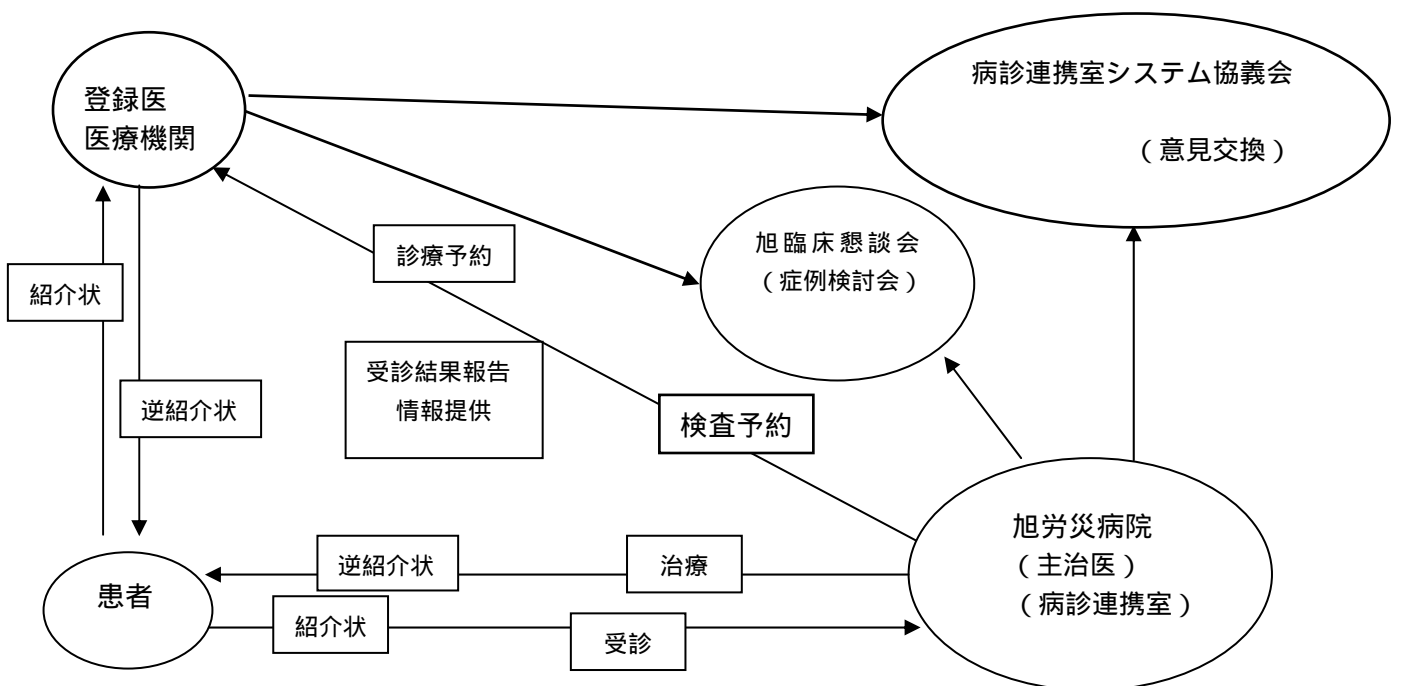 登録医
医療機関
病診連携室システム協議会
(意見交換)
旭臨床懇談会
(症例検討会)
診療予約
紹介状
受診結果報告
情報提供
逆紹介状
検査予約
旭労災病院
(主治医)
(病診連携室)
患者
逆紹介状
治療
紹介状
受診